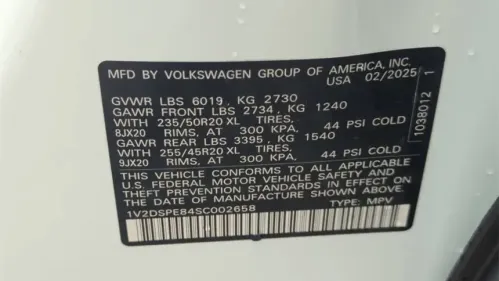 MFD BY VOLKSWAGEN GROUP OF AMERICA, INC.
USA 02/2025
GVWR LBS 6019, KG 2730
GAWR FRONT LBS 2734, KG 1240
WITH 235/50R20 XL TIRES,
8JX20 RIMS, AT 300 KPA, 44 PSI COLD
GAWR REAR LBS 3395, KG 1540
WITH 255/45R20 XL TIRES,
9JX20 RIMS, AT 300 KPA, 44 PSI COLD
THIS VEHICLE CONFORMS TO ALL APPLICABLE
U.S. FEDERAL MOTOR VEHICLE SAFETY AND
THEFT PREVENTION STANDARDS IN EFFECT ON
THE DATE OF MANUFACTURE SHOWN ABOVE.
1V2DSPE84SC002658 TYPE: MPV
1038012 1